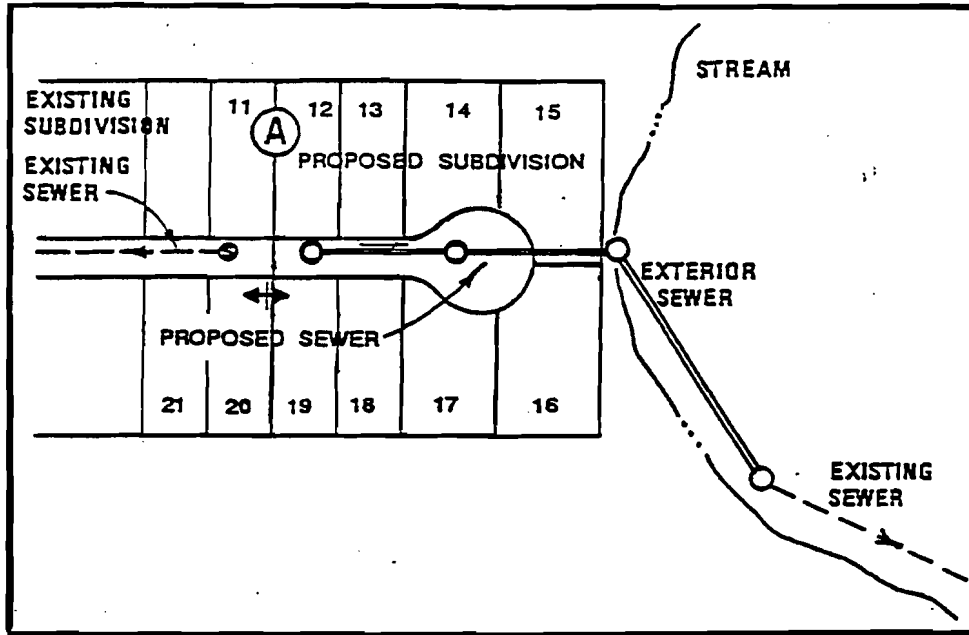 STREAM
EXISTING
SUBDIVISION
11
12
13
14
15
A
PROPOSED SUBDIVISION
EXISTING
SEWER
S
EXTERIOR
SEWER
PROPOSED SEWER
21
20
19
18
17
16
EXISTING
SEWER